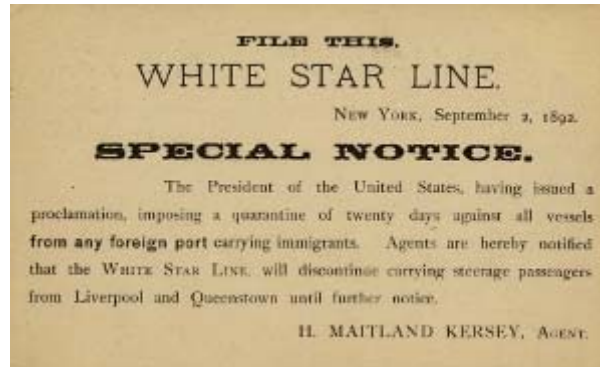 FILE THIS.
WHITE STAR LINE.
NEW YORK, September 2, 1892.
SPECIAL NOTICE.
The President of the United States, having issued a
proclamation, imposing a quarantine of twenty days against all vessels
from any foreign port carrying immigrants. Agents are hereby notified
that the WHITE STAR LINE will discontinue carrying steerage passengers
from Liverpool and Queenstown until further notice.
H. MAITLAND KERSEY, AGENT.